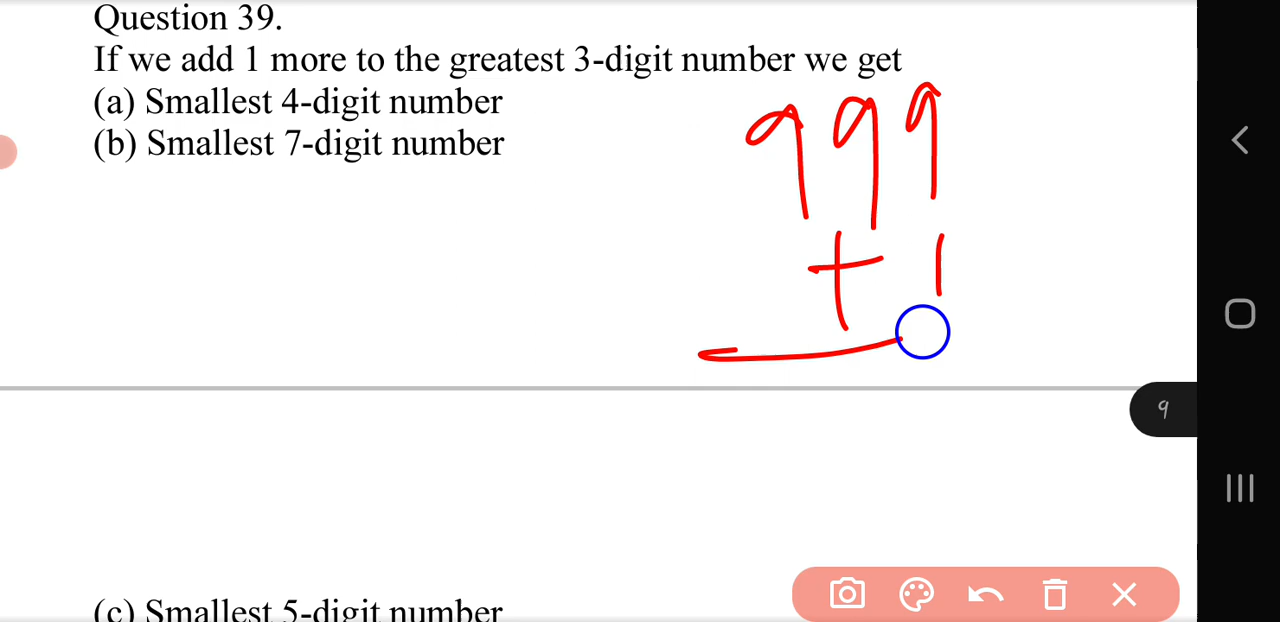 Question 39.
If we add 1 more to the greatest 3-digit number we get
(a) Smallest 4-digit number
(b) Smallest 7-digit number
999
+ 1
9
(c) Smallest 5-digit number